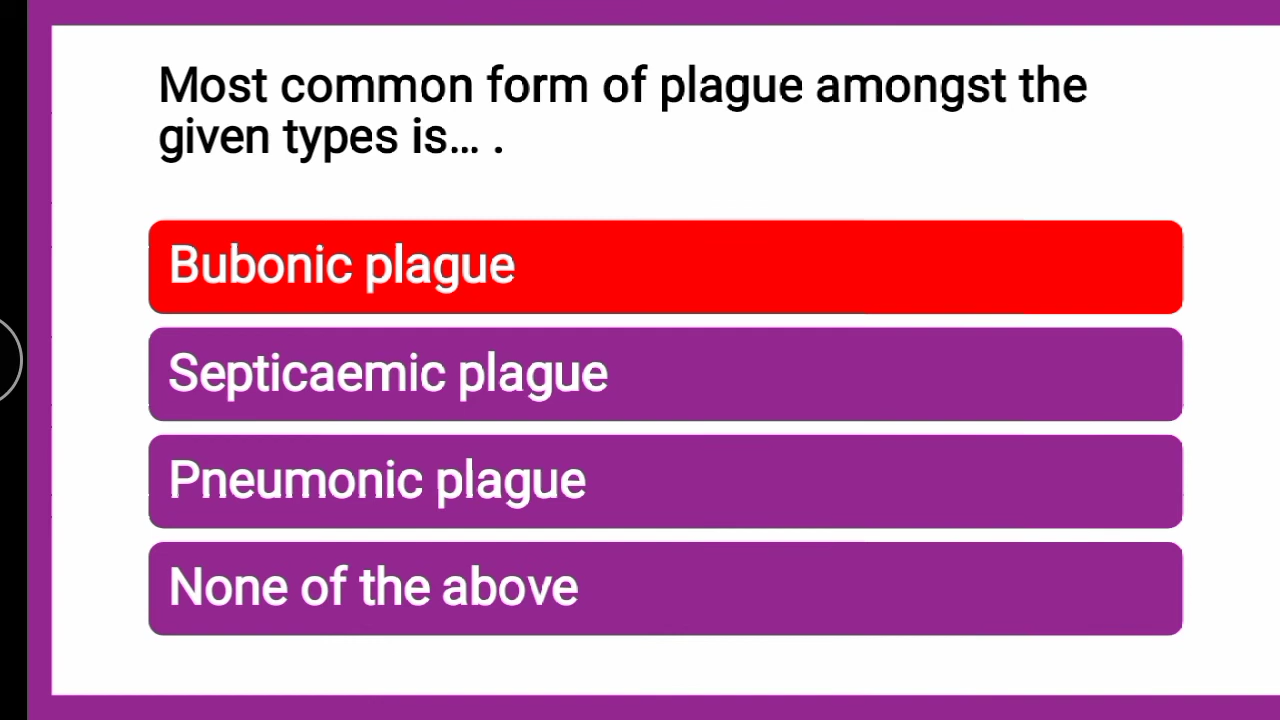 Most common form of plague amongst the
given types is... .
Bubonic plague
Septicaemic plague
Pneumonic plague
None of the above